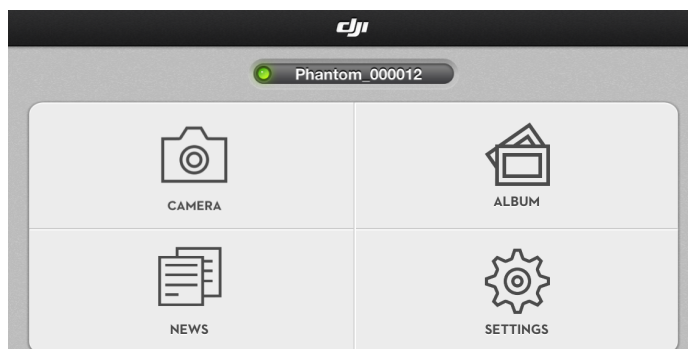 dji
Phantom_000012
CAMERA
ALBUM
NEWS
SETTINGS